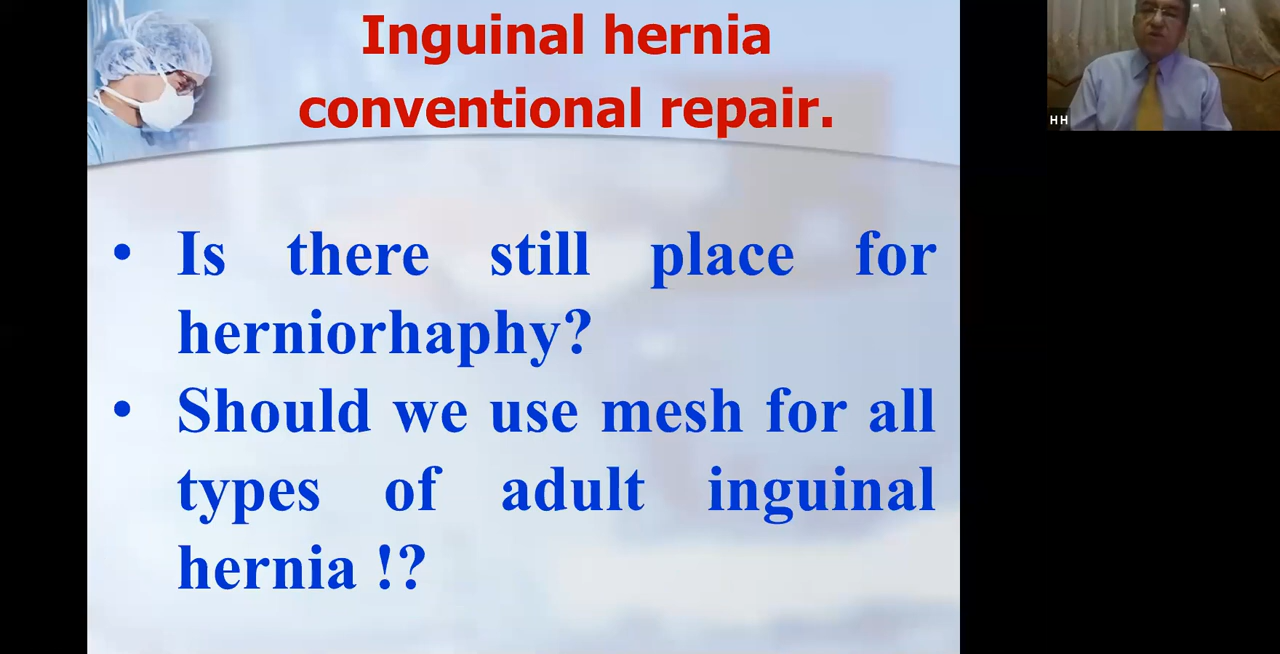 Inguinal hernia
conventional repair.
• Is there still place for
herniorhaphy?
• Should we use mesh for all
types of adult inguinal
hernia !?
HH